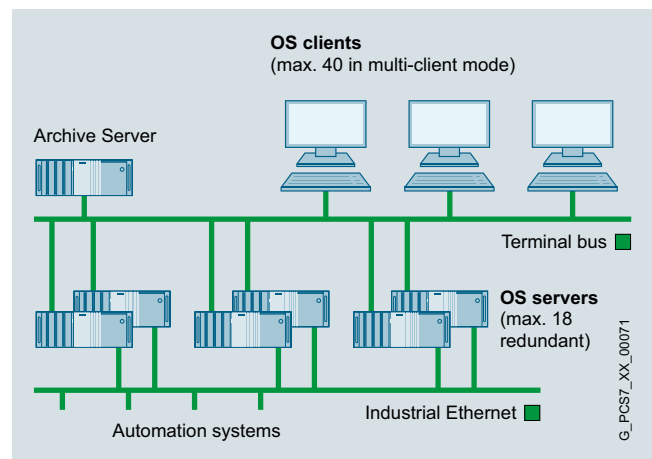 OS clients
(max. 40 in multi-client mode)
Archive Server
Terminal bus
OS servers
(max. 18
redundant)
Industrial Ethernet
Automation systems
G_PCS7_XX_00071